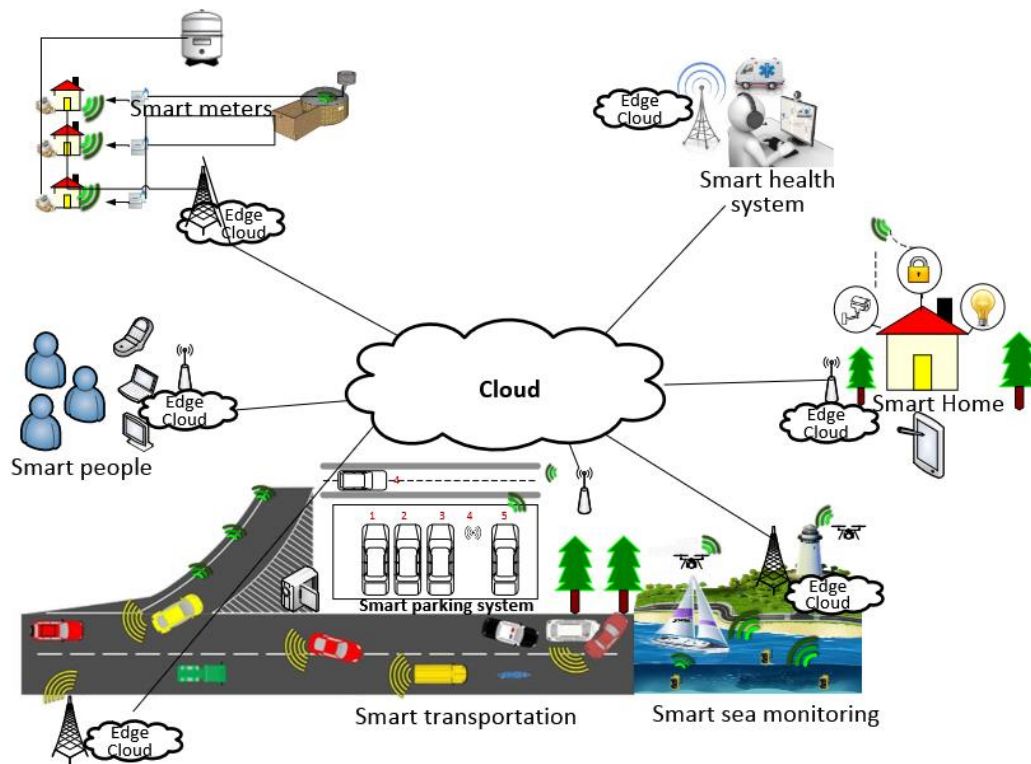 Smart meters
Edge
Cloud
Edge
Cloud
Smart health
system
Cloud
Edge
Cloud
Smart people
Edge
Cloud
Smart Home
4
1 2 3 4 5
Smart parking system
Edge
Cloud
Smart transportation
Smart sea monitoring
Edge
Cloud